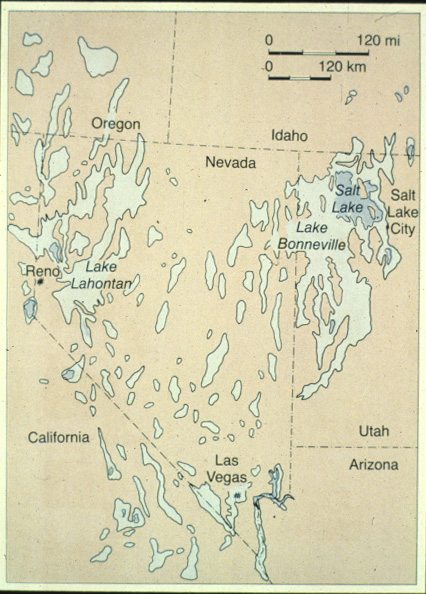 0 120 mi
0 120 km
Oregon
Idaho
Nevada
Salt
Lake
Salt
Lake
City
Lake
Bonneville
Reno
Lake
Lahontan
California
Utah
Las
Vegas
Arizona